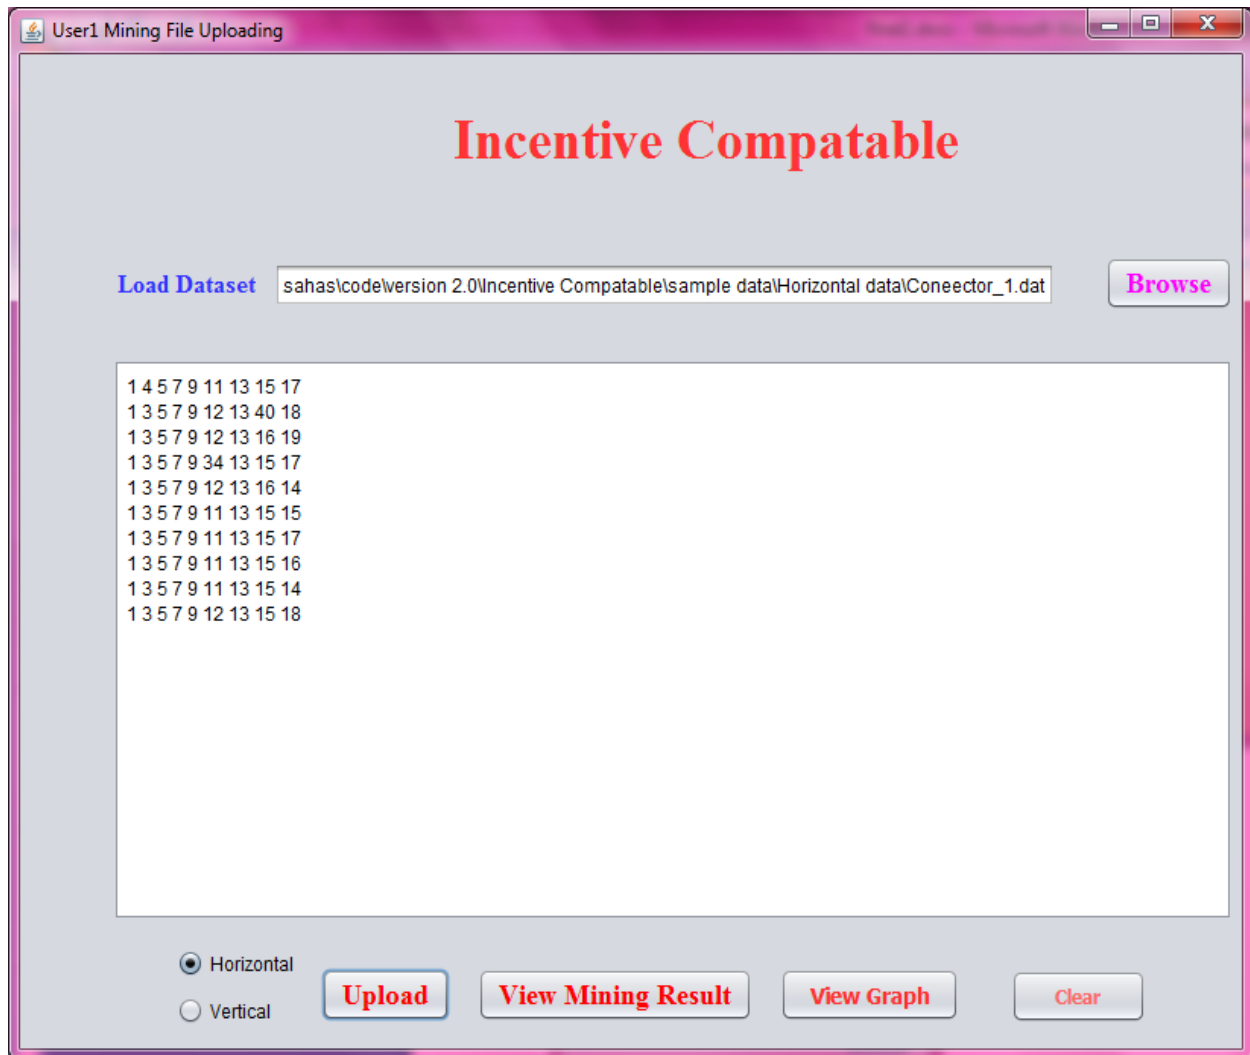 User1 Mining File Uploading
Incentive Compatable
Load Dataset sahas\code\version 2.0\Incentive Compatable\sample data\Horizontal data\Coneector_1.dat Browse
1 4 5 7 9 11 13 15 17
1 3 5 7 9 12 13 40 18
1 3 5 7 9 12 13 16 19
1 3 5 7 9 34 13 15 17
1 3 5 7 9 12 13 16 14
1 3 5 7 9 11 13 15 15
1 3 5 7 9 11 13 15 17
1 3 5 7 9 11 13 15 16
1 3 5 7 9 11 13 15 14
1 3 5 7 9 12 13 15 18
Horizontal
Vertical
Upload View Mining Result View Graph Clear